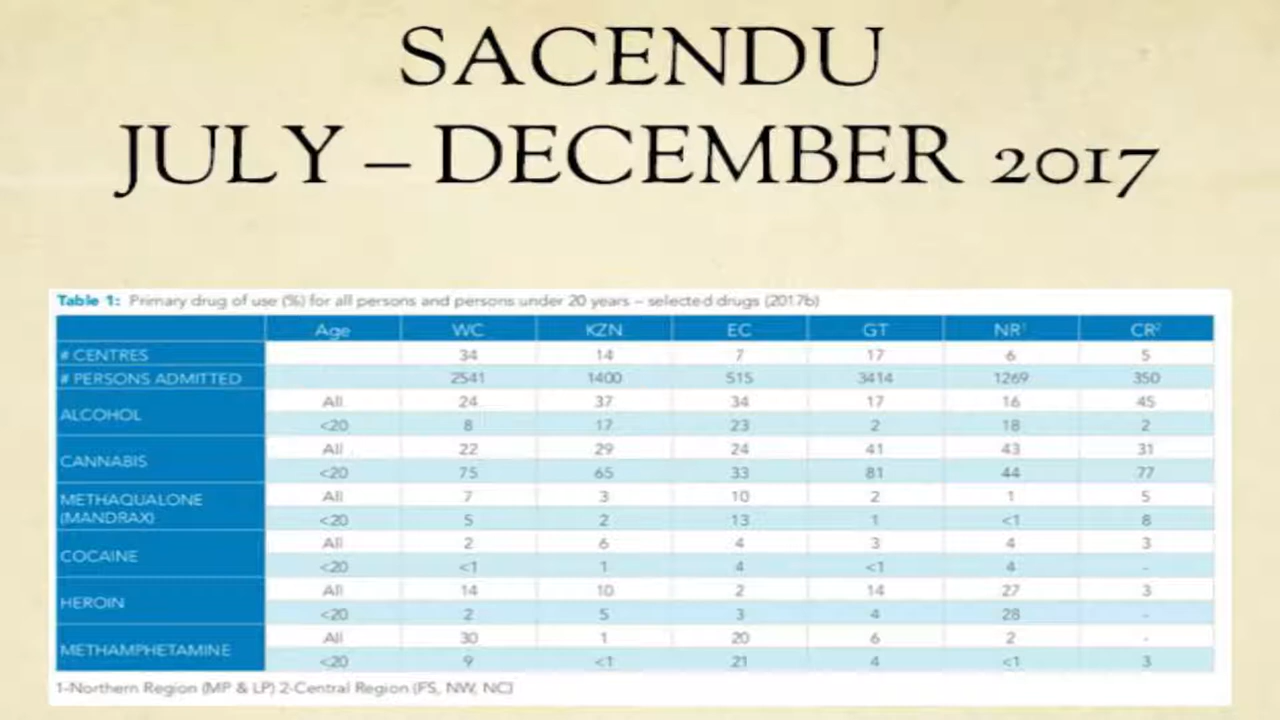 SACENDU
JULY – DECEMBER 2017
Table 1: Primary drug of use (%) for all persons and persons under 20 years – selected drugs (2017b)
Age WC KZN EC GT NR¹ CR²
# CENTRES 34 14 7 17 6 5
# PERSONS ADMITTED 2541 1400 515 3414 1269 350
ALCOHOL
All 24 37 34 17 16 45
<20 8 17 23 2 18 2
CANNABIS
All 22 29 24 41 43 31
<20 75 65 33 81 44 77
METHAQUALONE
(MANDRAX)
All 7 3 10 2 1 5
<20 5 2 13 1 <1 8
COCAINE
All 2 6 4 3 4 3
<20 <1 1 4 <1 4 -
HEROIN
All 14 10 2 14 27 3
<20 2 5 3 4 28 -
METHAMPHETAMINE
All 30 1 20 6 2 -
<20 9 <1 21 4 <1 3
1-Northern Region (MP & LP) 2-Central Region (FS, NW, NC)